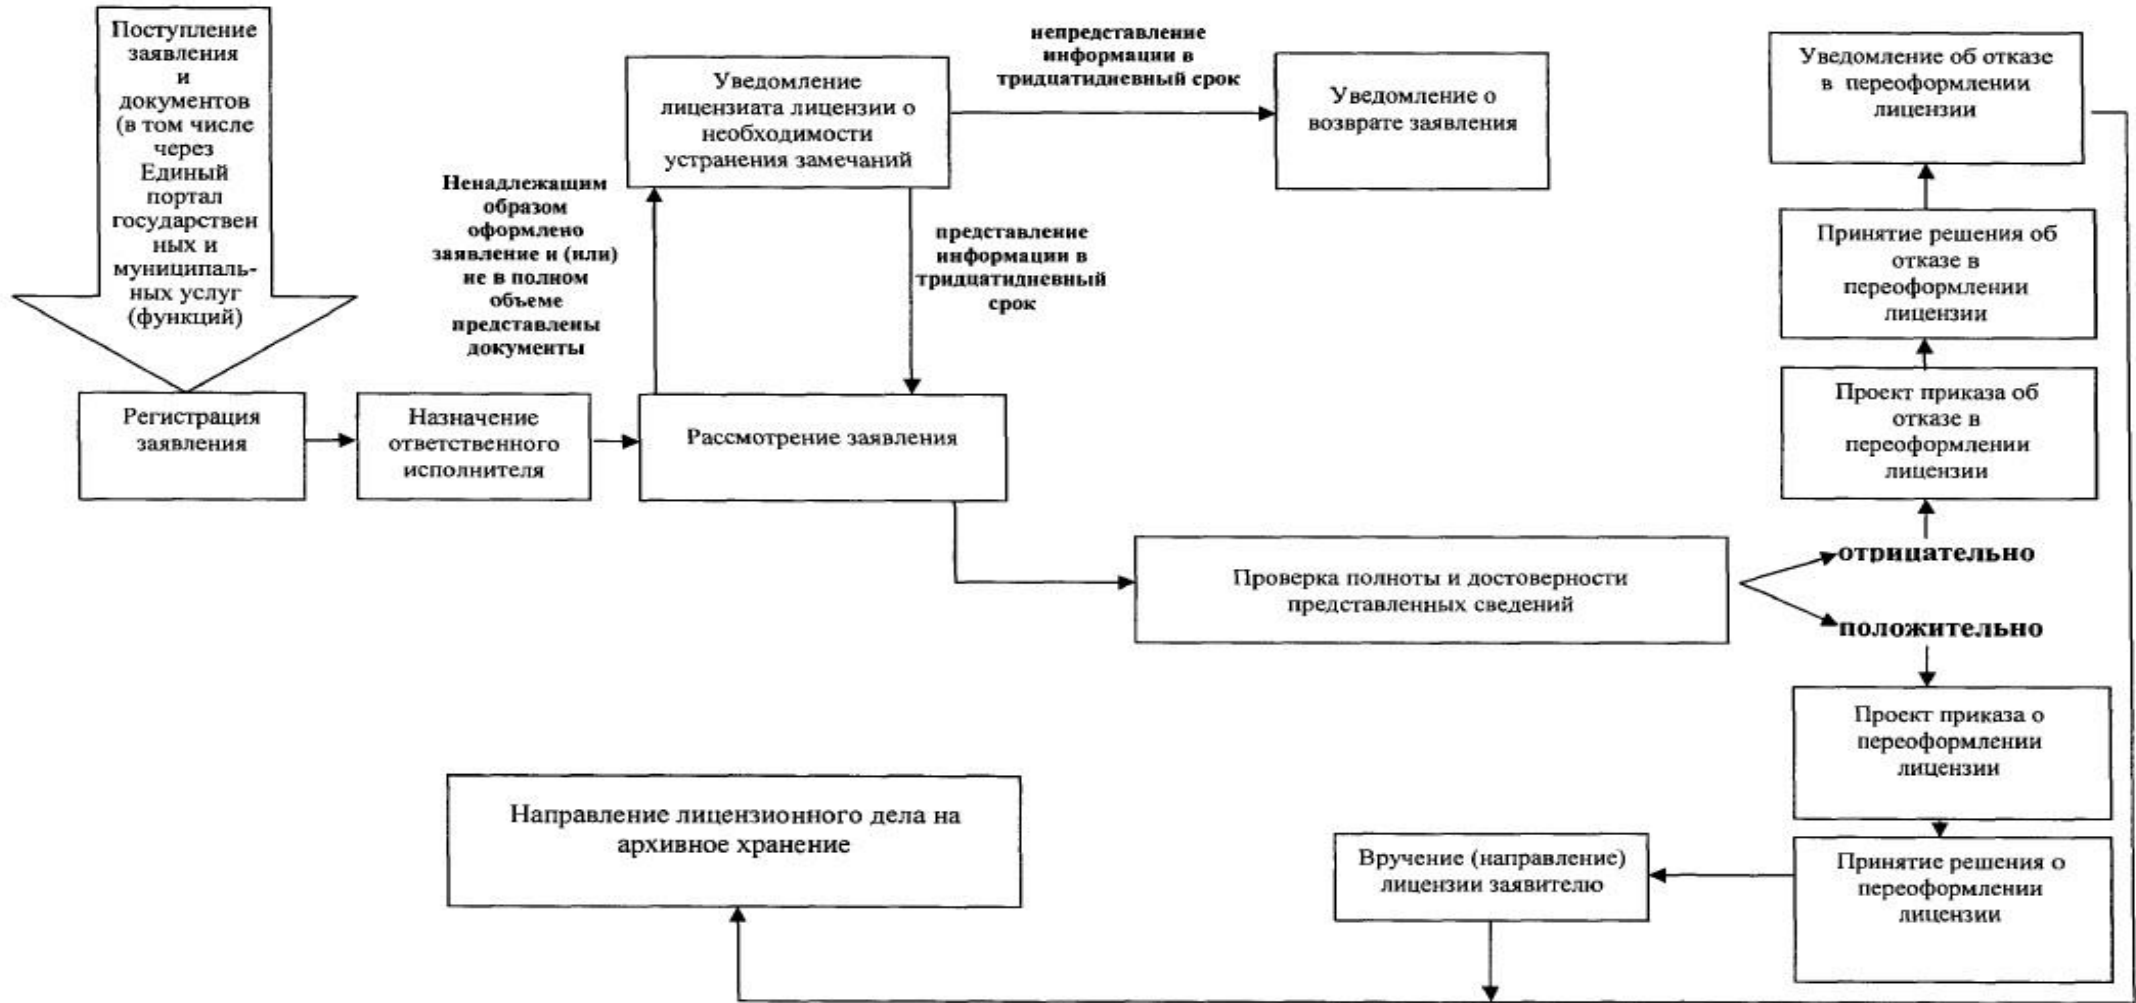 Поступление
заявления
и
документов
(в том числе
через
Единый
портал
государствен
ных и
муниципаль-
ных услуг
(функций)
Регистрация
заявления
Назначение
ответственного
исполнителя
Рассмотрение заявления
Ненадлежащим
образом
оформлено
заявление и (или)
не в полном
объеме
представлены
документы
Уведомление
лицензиата лицензии о
необходимости
устранения замечаний
непредставление
информации в
тридцатидневный срок
Уведомление о
возврате заявления
представление
информации в
тридцатидневный
срок
Проверка полноты и достоверности
представленных сведений
отрицательно
Проект приказа об
отказе в
переоформлении
лицензии
Принятие решения об
отказе в
переоформлении
лицензии
Уведомление об отказе
в переоформлении
лицензии
положительно
Проект приказа о
переоформлении
лицензии
Принятие решения о
переоформлении
лицензии
Вручение (направление)
лицензии заявителю
Направление лицензионного дела на
архивное хранение